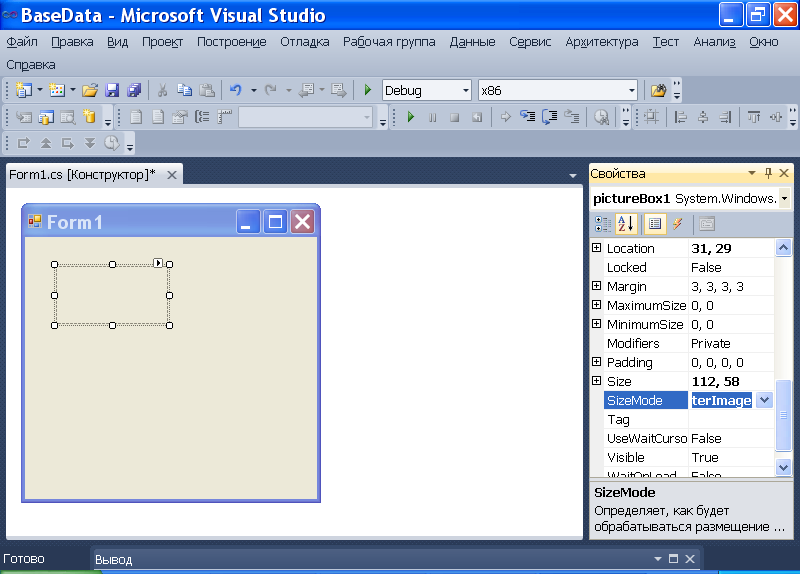 BaseData - Microsoft Visual Studio
Файл Правка Вид Проект Построение Отладка Рабочая группа Данные Сервис Архитектура Тест Анализ Окно
Справка
Debug x86
Form1.cs [Конструктор]*
Form1
Свойства
pictureBox1 System.Windows.
Location 31, 29
Locked False
Margin 3, 3, 3, 3
MaximumSize 0, 0
MinimumSize 0, 0
Modifiers Private
Padding 0, 0, 0, 0
Size 112, 58
SizeMode terImage
Tag
UseWaitCurso False
Visible True
WaitOnLoad False
SizeMode
Определяет, как будет
обрабатываться размещение ...
Готово
Вывод